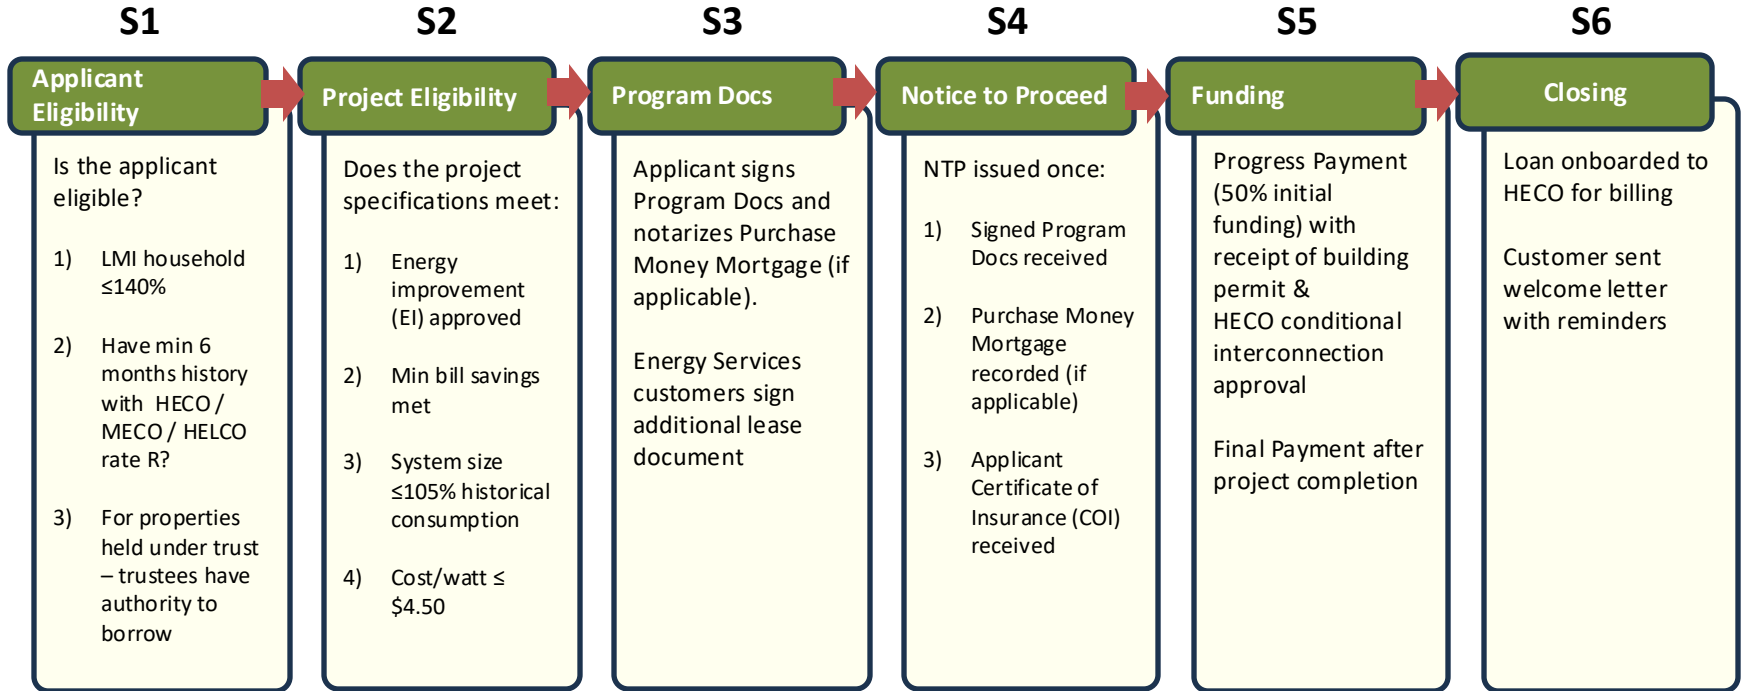 S1
S2
S3
S4
S5
S6
Applicant
Eligibility
Is the applicant
eligible?
1) LMI household
≤140%
2) Have min 6
months history
with HECO /
MECO / HELCO
rate R?
3) For properties
held under trust
– trustees have
authority to
borrow
Project Eligibility
Does the project
specifications meet:
1) Energy
improvement
(EI) approved
2) Min bill savings
met
3) System size
≤105% historical
consumption
4) Cost/watt ≤
$4.50
Program Docs
Applicant signs
Program Docs and
notarizes Purchase
Money Mortgage (if
applicable).
Energy Services
customers sign
additional lease
document
Notice to Proceed
NTP issued once:
1) Signed Program
Docs received
2) Purchase Money
Mortgage
recorded (if
applicable)
3) Applicant
Certificate of
Insurance (COI)
received
Funding
Progress Payment
(50% initial
funding) with
receipt of building
permit &
HECO conditional
interconnection
approval
Final Payment after
project completion
Closing
Loan onboarded to
HECO for billing
Customer sent
welcome letter
with reminders